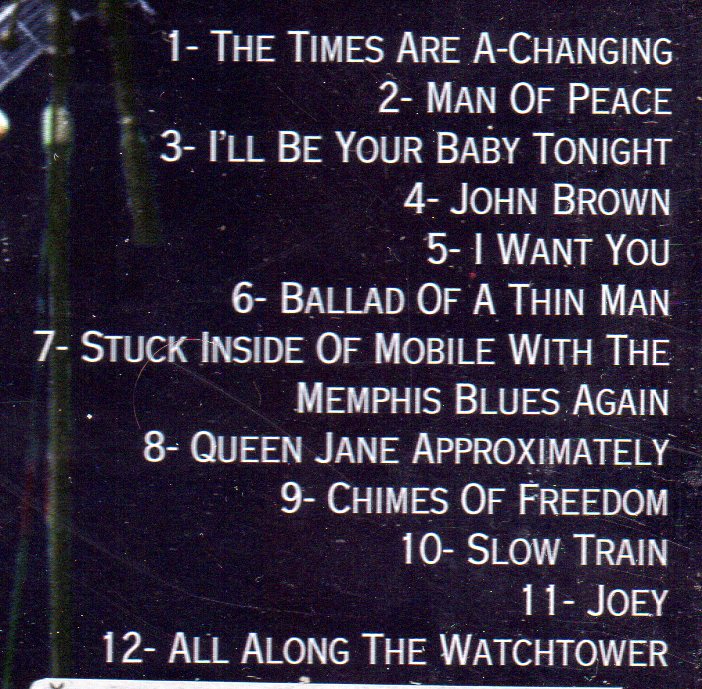 1- The Times Are A-Changing
2- Man Of Peace
3- I'll Be Your Baby Tonight
4- John Brown
5- I Want You
6- Ballad Of A Thin Man
7- Stuck Inside Of Mobile With The
Memphis Blues Again
8- Queen Jane Approximately
9- Chimes Of Freedom
10- Slow Train
11- Joey
12- All Along The Watchtower